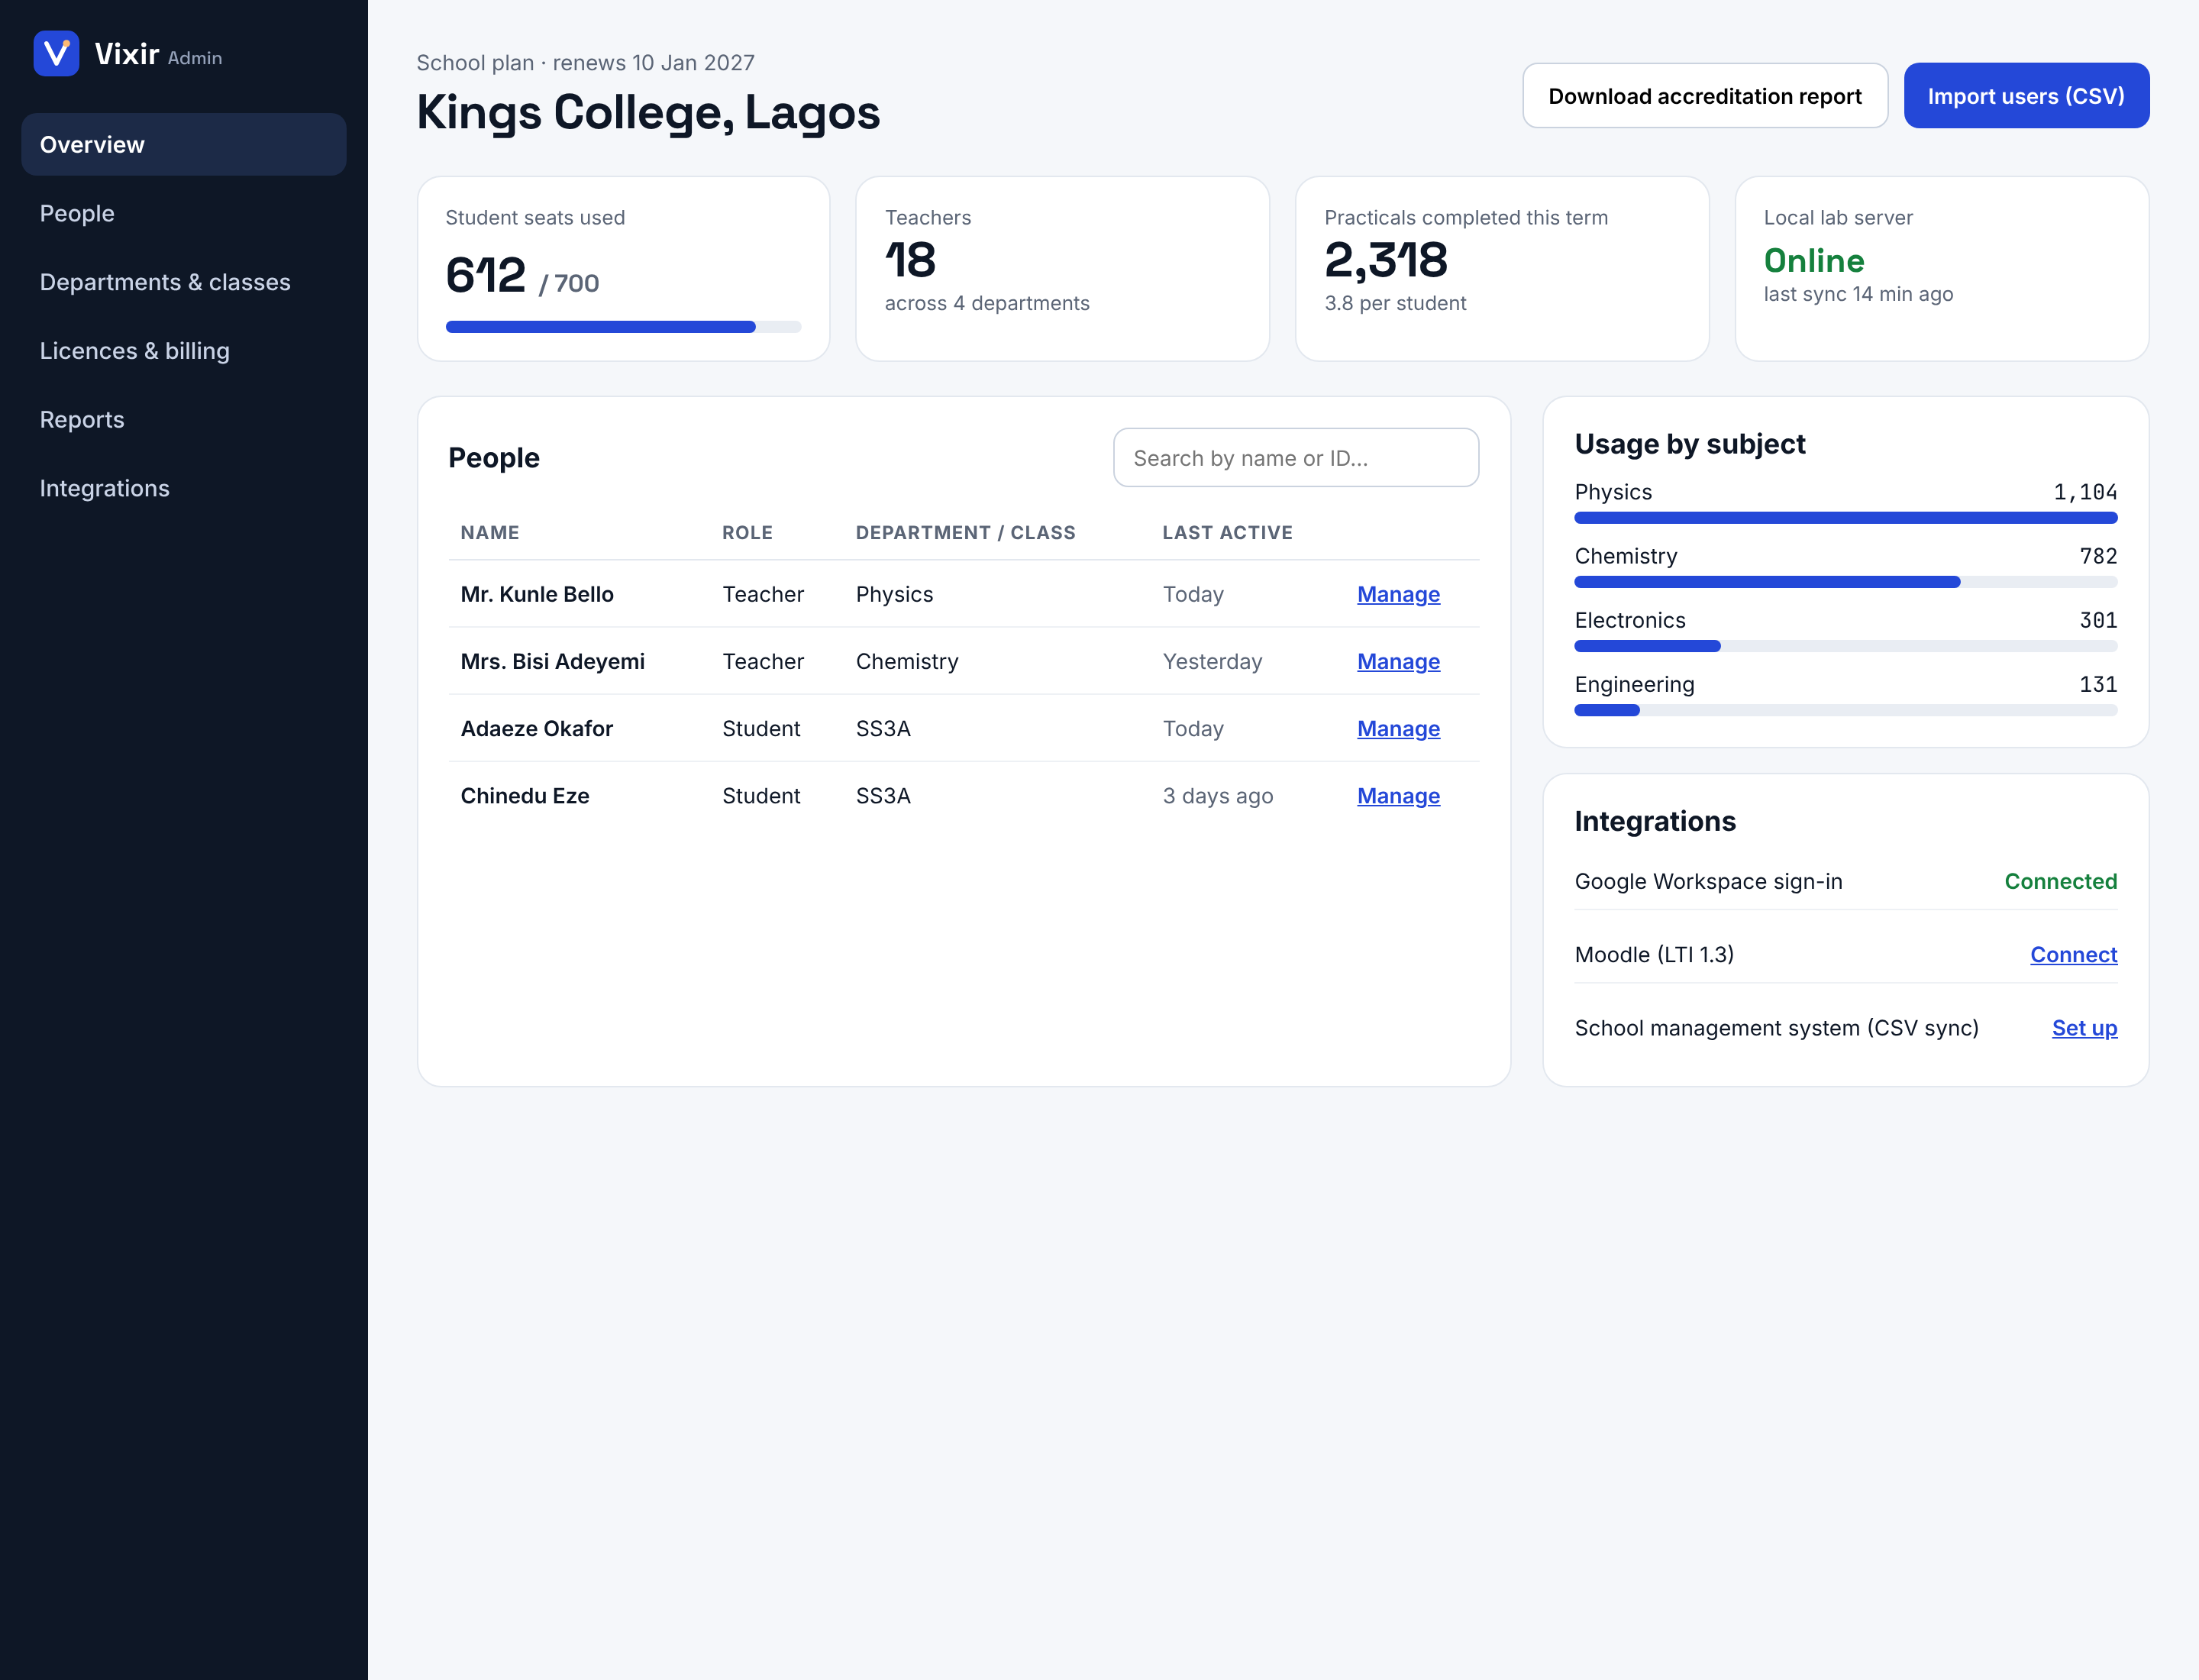 Vixir Admin
Overview
People
Departments & classes
Licences & billing
Reports
Integrations
School plan · renews 10 Jan 2027
Kings College, Lagos
Download accreditation report
Import users (CSV)
Student seats used
612 / 700
Teachers
18
across 4 departments
Practicals completed this term
2,318
3.8 per student
Local lab server
Online
last sync 14 min ago
People
Search by name or ID...
NAME ROLE DEPARTMENT / CLASS LAST ACTIVE
Mr. Kunle Bello Teacher Physics Today Manage
Mrs. Bisi Adeyemi Teacher Chemistry Yesterday Manage
Adaeze Okafor Student SS3A Today Manage
Chinedu Eze Student SS3A 3 days ago Manage
Usage by subject
Physics 1,104
Chemistry 782
Electronics 301
Engineering 131
Integrations
Google Workspace sign-in Connected
Moodle (LTI 1.3) Connect
School management system (CSV sync) Set up